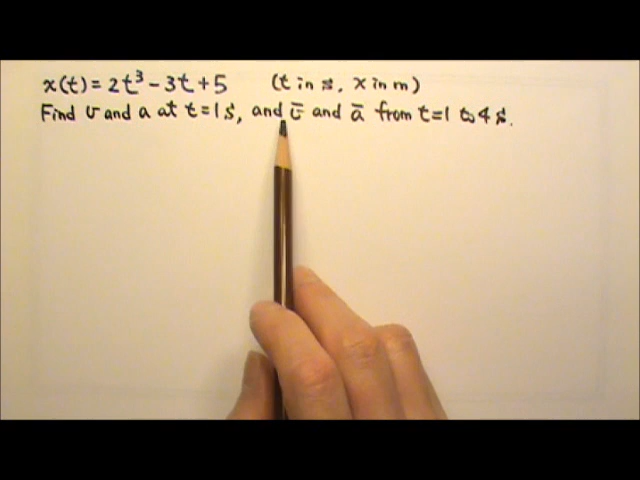 x(t) = 2t³ - 3t + 5 (t in s, x in m)
Find v and a at t = 1 s, and v̄ and ā from t = 1 to 4 s.